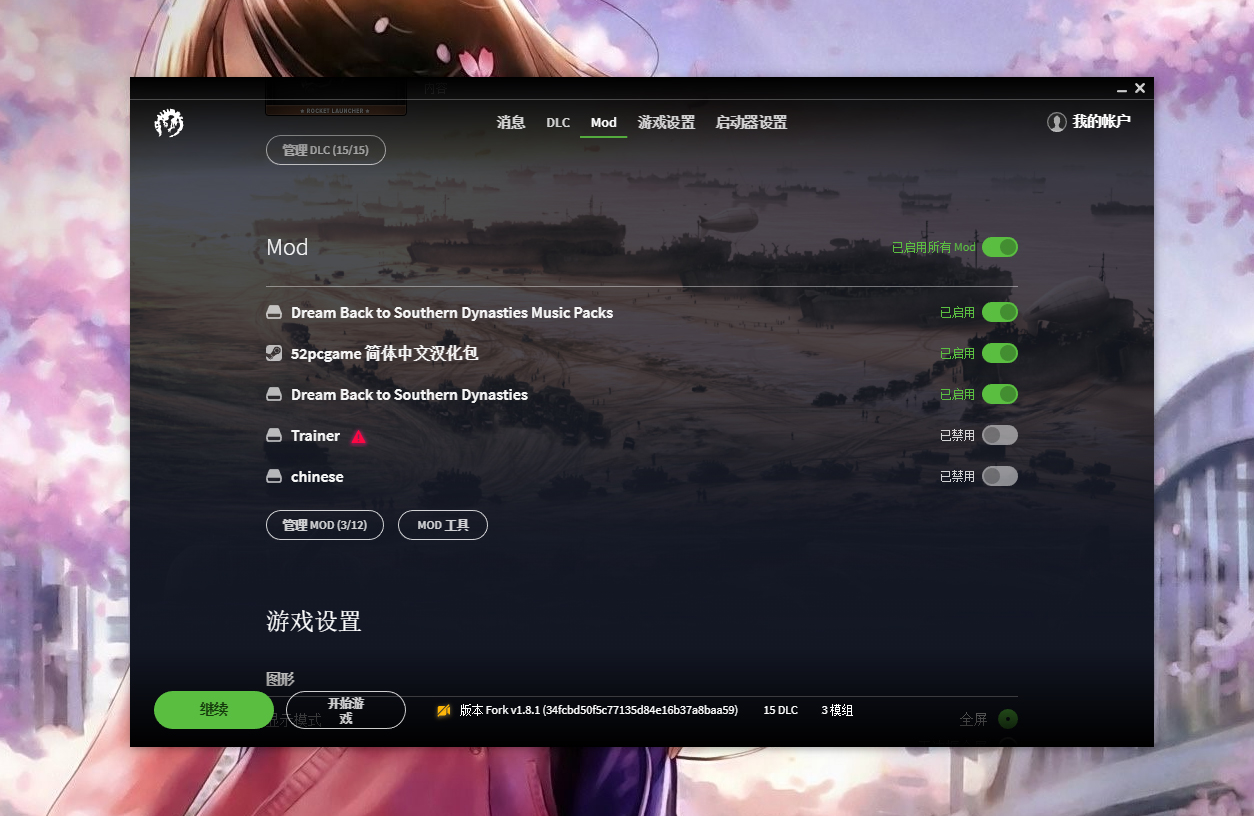 ★ ROCKET LAUNCHER ★
内容
消息
DLC
Mod
游戏设置
启动器设置
我的帐户
管理 DLC (15/15)
Mod
已启用所有 Mod
Dream Back to Southern Dynasties Music Packs
已启用
52pcgame 简体中文汉化包
已启用
Dream Back to Southern Dynasties
已启用
Trainer
已禁用
chinese
已禁用
管理 MOD (3/12)
MOD 工具
游戏设置
图形
显示模式
全屏
继续
开始游
戏
版本 Fork v1.8.1 (34fcbd50f5c77135d84e16b37a8baa59)
15 DLC
3 模组